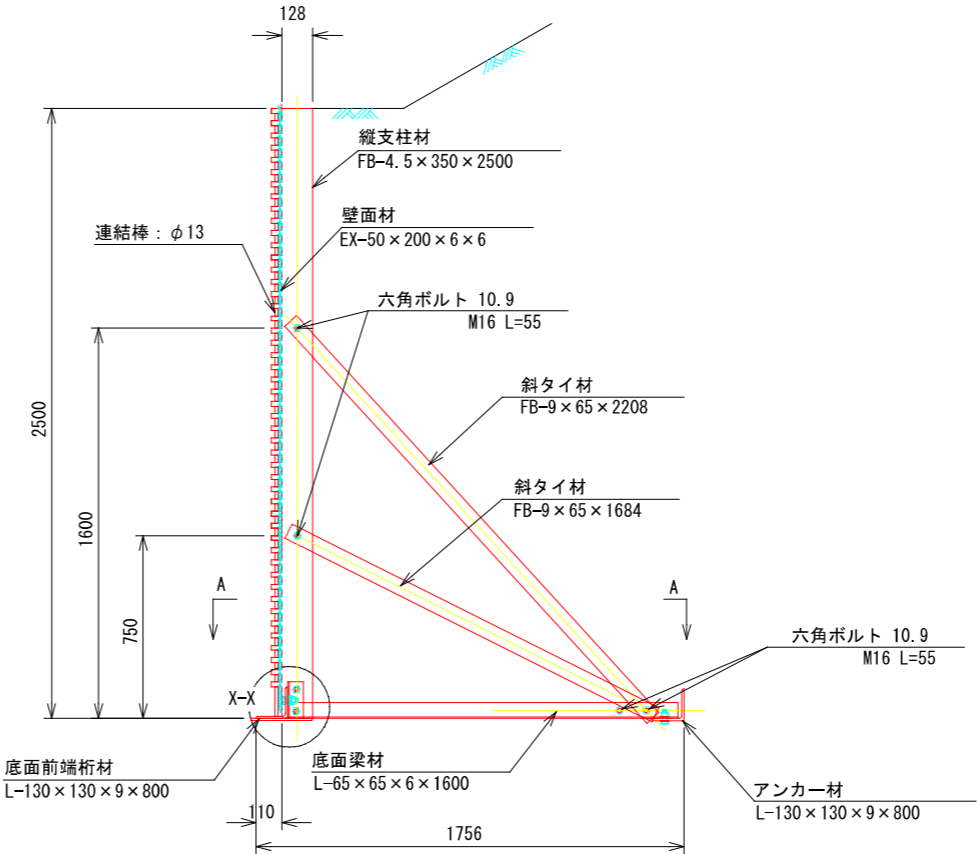 128
縦支柱材
FB-4.5×350×2500
壁面材
EX-50×200×6×6
連結棒：φ13
六角ボルト 10.9
M16 L=55
斜タイ材
FB-9×65×2208
2500
1600
斜タイ材
FB-9×65×1684
A
A
750
六角ボルト 10.9
M16 L=55
X-X
底面前端桁材
L-130×130×9×800
底面梁材
L-65×65×6×1600
アンカー材
L-130×130×9×800
110
1756